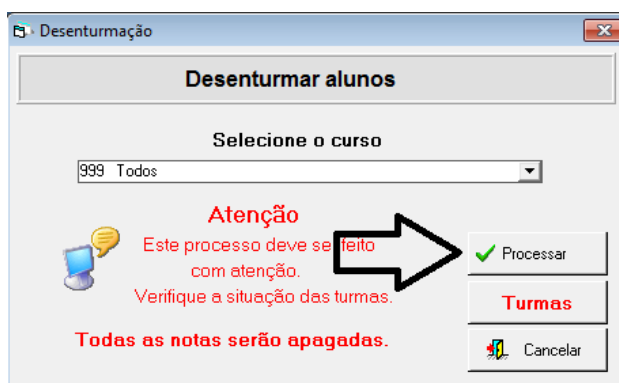 Desenturmação
Desenturmar alunos
Selecione o curso
999 Todos
Atenção
Este processo deve ser feito
com atenção.
Verifique a situação das turmas.
Todas as notas serão apagadas.
Processar
Turmas
Cancelar